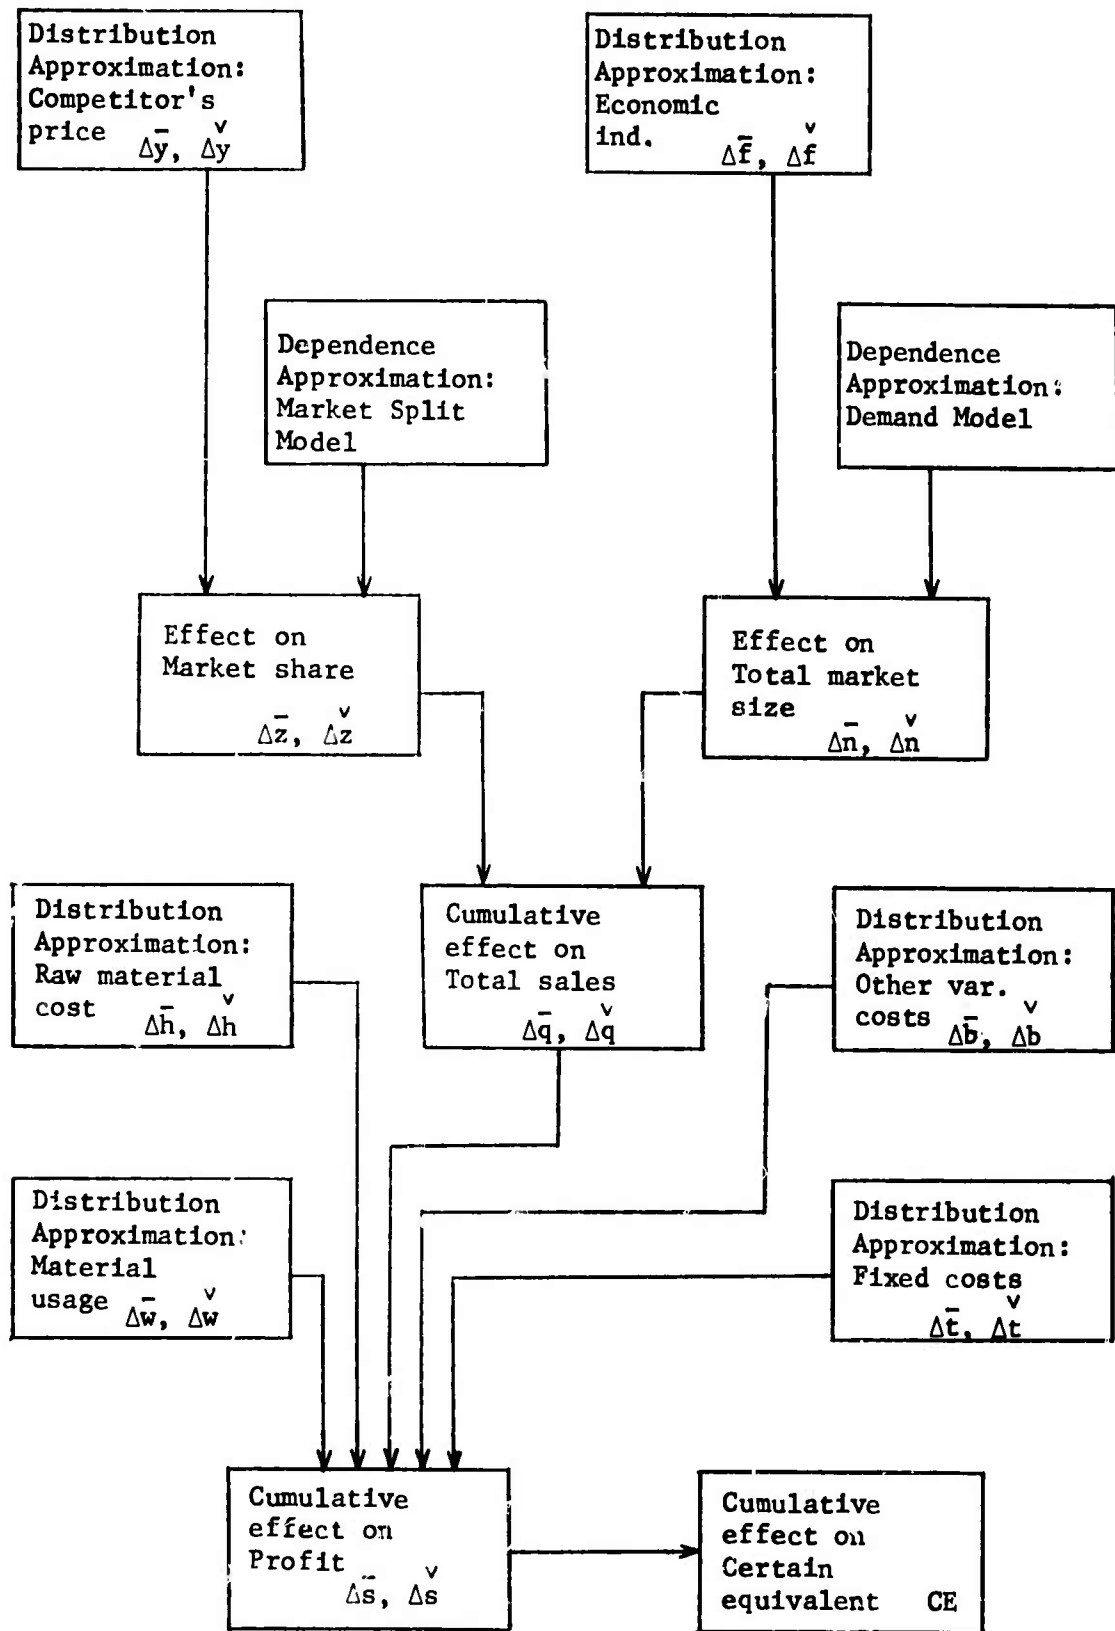 Distribution
Approximation:
Competitor's
price Δy̅, Δy̌
Distribution
Approximation:
Economic
ind. Δf̅, Δf̌
Dependence
Approximation:
Market Split
Model
Dependence
Approximation:
Demand Model
Effect on
Market share
Δz̅, Δž
Effect on
Total market
size Δn̅, Δň
Distribution
Approximation:
Raw material
cost Δh̅, Δȟ
Cumulative
effect on
Total sales
Δq̅, Δq̌
Distribution
Approximation:
Other var.
costs Δb̅, Δb̌
Distribution
Approximation:
Material
usage Δw̅, Δw̌
Distribution
Approximation:
Fixed costs
Δt̅, Δť
Cumulative
effect on
Profit
Δs̅, Δš
Cumulative
effect on
Certain
equivalent CE